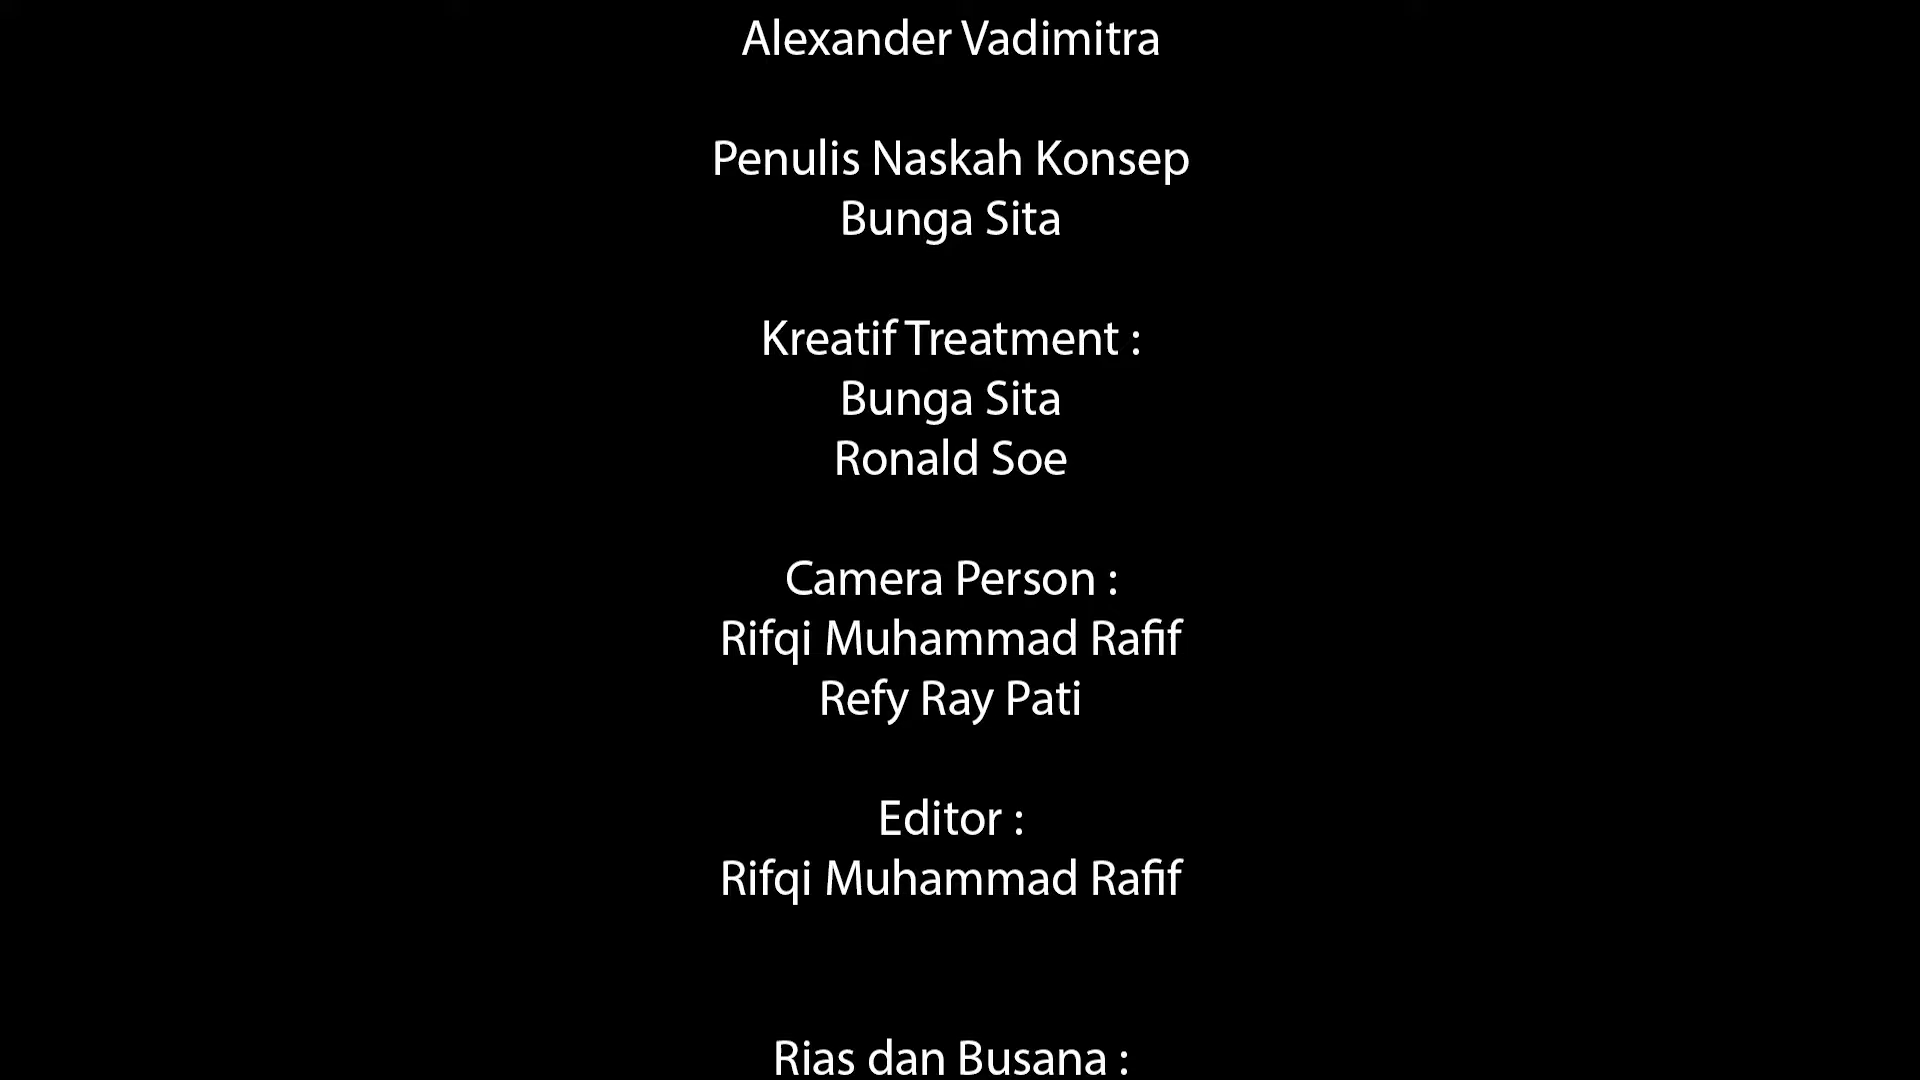 Alexander Vadimitra
Penulis Naskah Konsep
Bunga Sita
Kreatif Treatment :
Bunga Sita
Ronald Soe
Camera Person :
Rifqi Muhammad Rafif
Refy Ray Pati
Editor :
Rifqi Muhammad Rafif
Rias dan Busana :